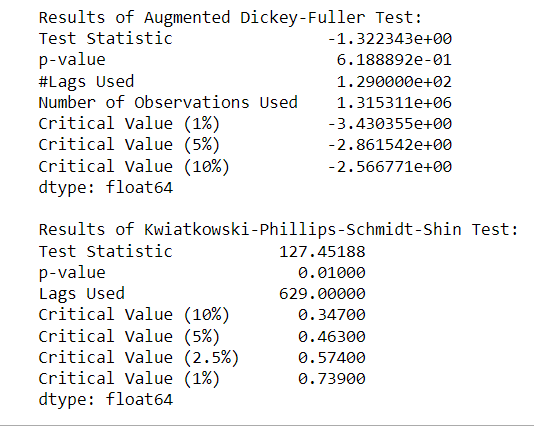 Results of Augmented Dickey-Fuller Test:
Test Statistic -1.322343e+00
p-value 6.188892e-01
#Lags Used 1.290000e+02
Number of Observations Used 1.315311e+06
Critical Value (1%) -3.430355e+00
Critical Value (5%) -2.861542e+00
Critical Value (10%) -2.566771e+00
dtype: float64
Results of Kwiatkowski-Phillips-Schmidt-Shin Test:
Test Statistic 127.45188
p-value 0.01000
Lags Used 629.00000
Critical Value (10%) 0.34700
Critical Value (5%) 0.46300
Critical Value (2.5%) 0.57400
Critical Value (1%) 0.73900
dtype: float64